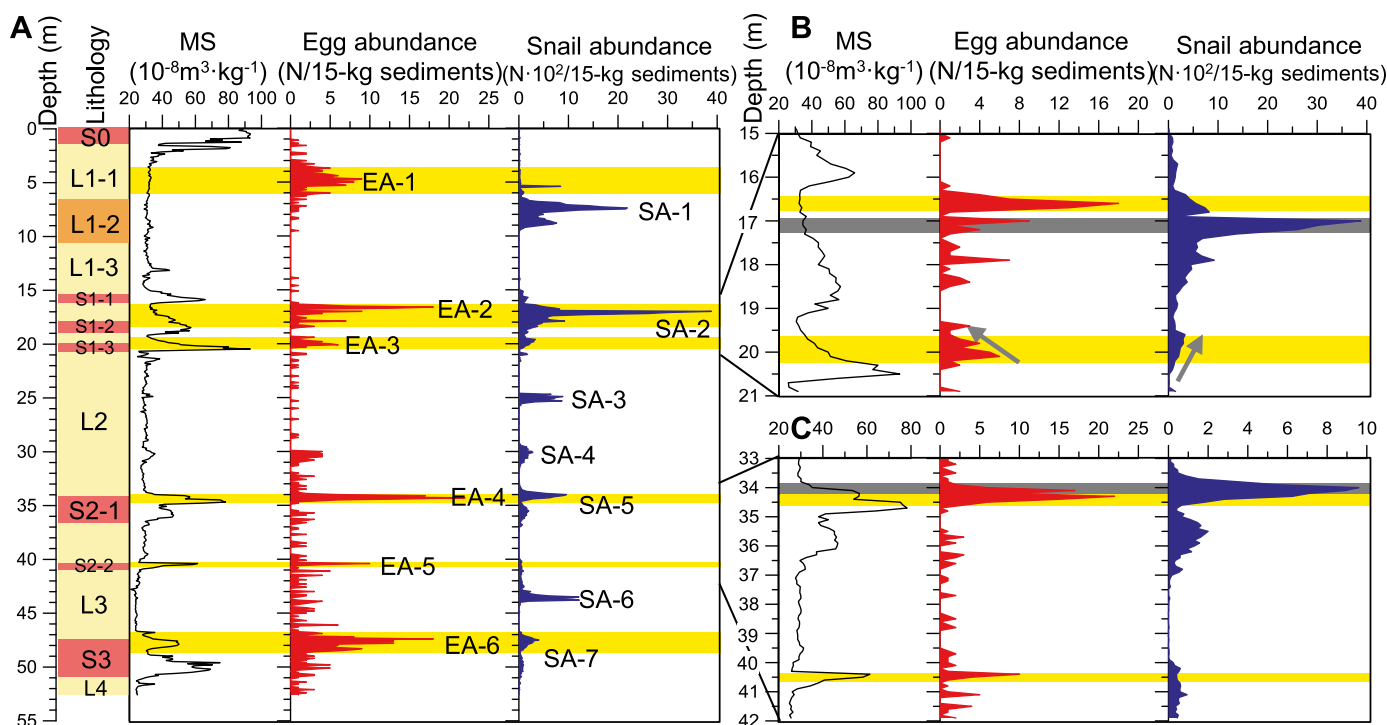 A
Depth (m)
Lithology
MS
(10⁻⁸m³·kg⁻¹)
20 40 60 80 100
Egg abundance
(N/15-kg sediments)
0 5 10 15 20 25
Snail abundance
(N·10²/15-kg sediments)
0 10 20 30 40
0
5
10
15
20
25
30
35
40
45
50
55
S0
L1-1
L1-2
L1-3
S1-1
S1-2
S1-3
L2
S2-1
S2-2
L3
S3
L4
EA-1
EA-2
EA-3
EA-4
EA-5
EA-6
SA-1
SA-2
SA-3
SA-4
SA-5
SA-6
SA-7
B
Depth (m)
MS
(10⁻⁸m³·kg⁻¹)
20 40 60 80 100
Egg abundance
(N/15-kg sediments)
0 4 8 12 16 20
Snail abundance
(N·10²/15-kg sediments)
0 10 20 30 40
15
16
17
18
19
20
21
C
20 40 60 80
0 5 10 15 20 25
0 2 4 6 8 10
33
34
35
36
37
38
39
40
41
42